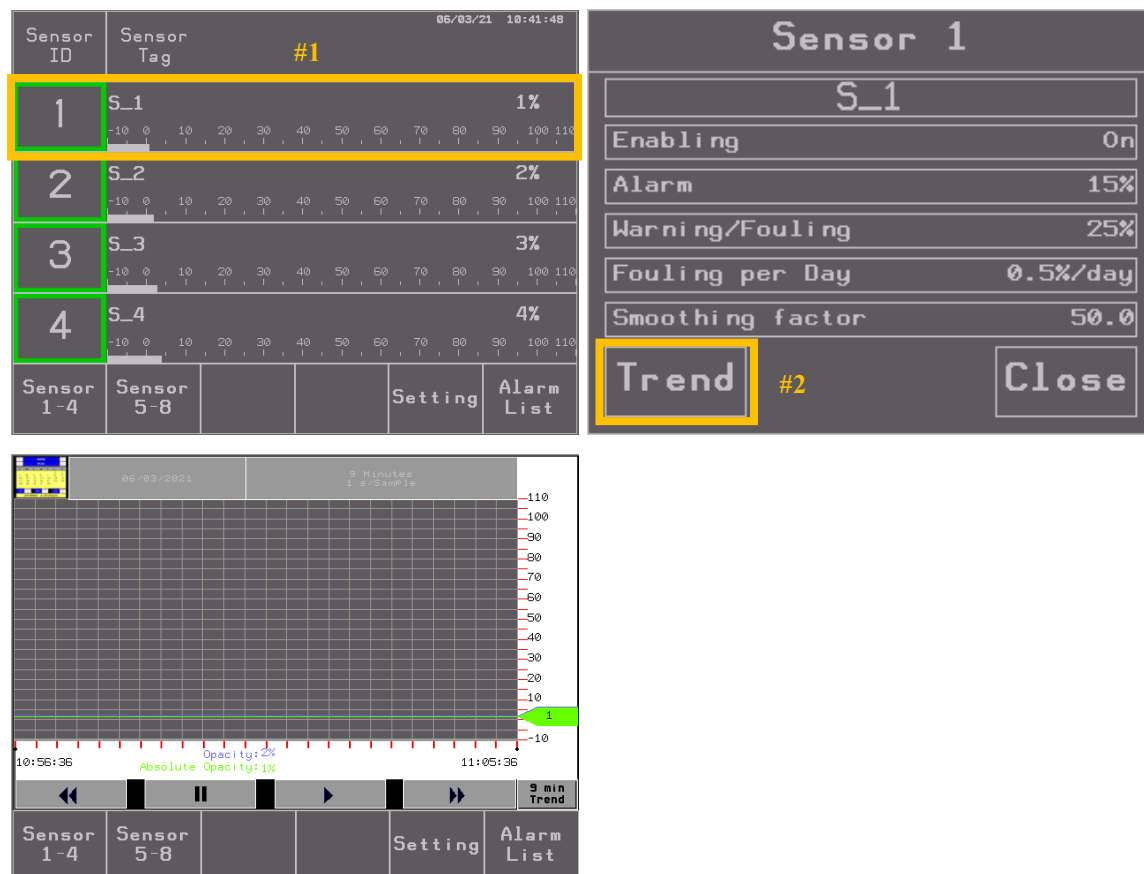 06/03/21 10:41:48
Sensor ID
Sensor Tag
#1
1
S_1
1%
-10 0 10 20 30 40 50 60 70 80 90 100 110
2
S_2
2%
-10 0 10 20 30 40 50 60 70 80 90 100 110
3
S_3
3%
-10 0 10 20 30 40 50 60 70 80 90 100 110
4
S_4
4%
-10 0 10 20 30 40 50 60 70 80 90 100 110
Sensor 1-4
Sensor 5-8
Setting
Alarm List
Sensor 1
S_1
Enabling On
Alarm 15%
Warning/Fouling 25%
Fouling per Day 0.5%/day
Smoothing factor 50.0
Trend
#2
Close
06/03/2021
9 Minutes
1 s/Sample
110
100
90
80
70
60
50
40
30
20
10
1
-10
10:56:36
Opacity:2%
Absolute Opacity:1%
11:05:36
9 min
Trend
Sensor 1-4
Sensor 5-8
Setting
Alarm List